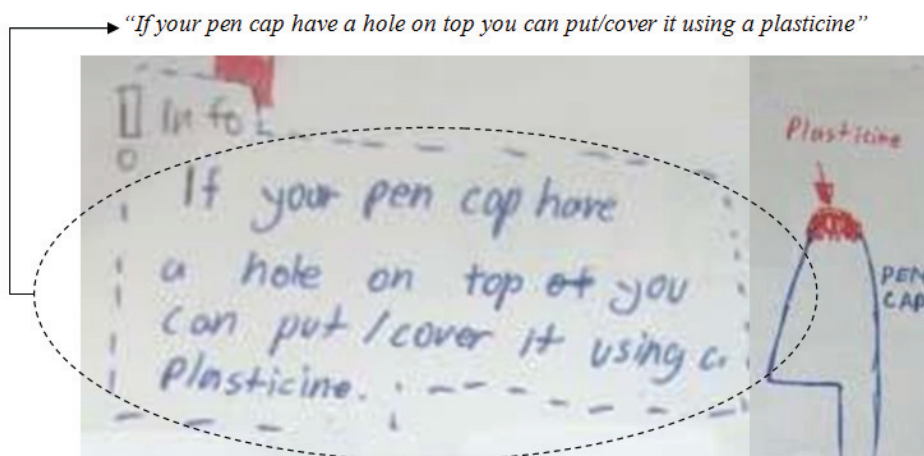 “If your pen cap have a hole on top you can put/cover it using a plasticine”
Info
If your pen cap have
a hole on top of you
can put/cover it using a
Plasticine.
Plasticine
PEN
CAP